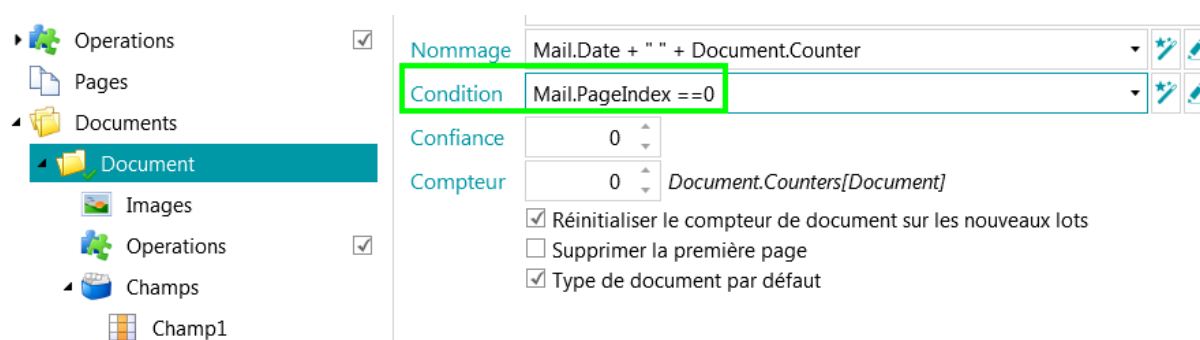 Operations
Pages
Documents
Document
Images
Operations
Champs
Champ1
Nommage Mail.Date + " " + Document.Counter
Condition Mail.PageIndex ==0
Confiance 0
Compteur 0 Document.Counters[Document]
Réinitialiser le compteur de document sur les nouveaux lots
Supprimer la première page
Type de document par défaut